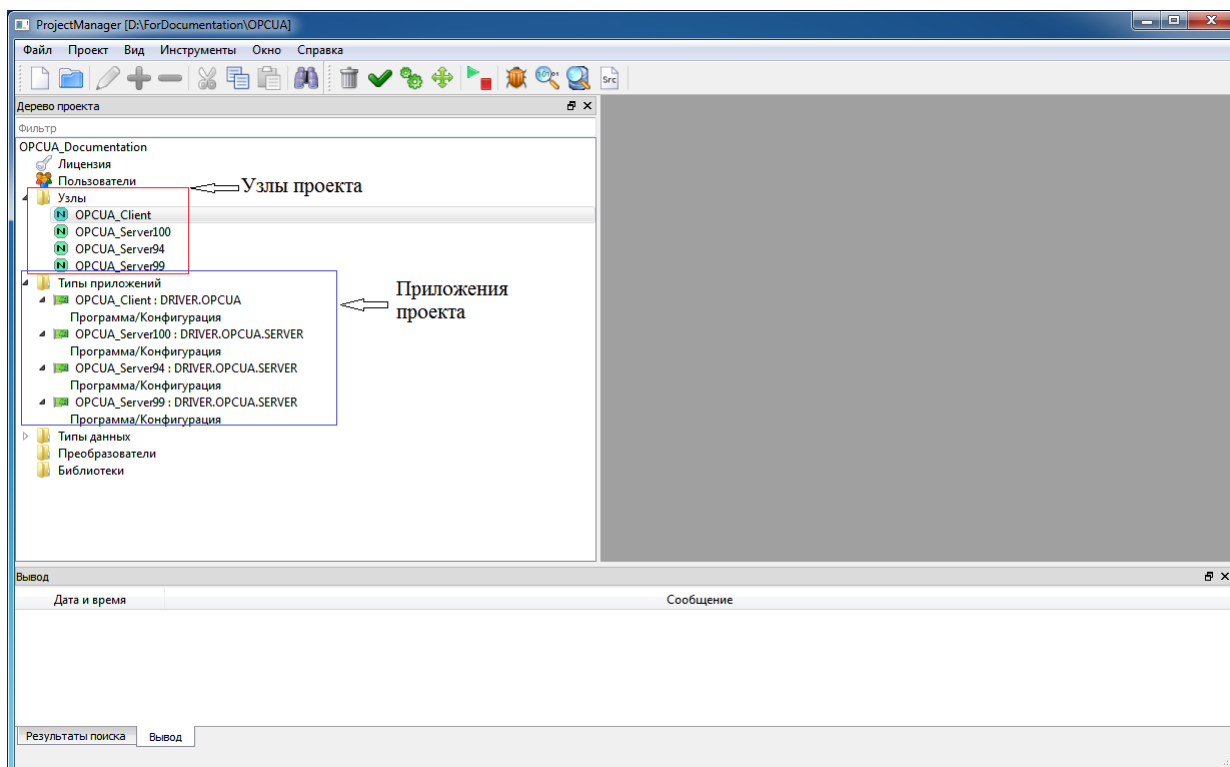 ProjectManager [D:\ForDocumentation\OPCUA]
Файл Проект Вид Инструменты Окно Справка
Src
Дерево проекта
Фильтр
OPCUA_Documentation
Лицензия
Пользователи
Узлы проекта
Узлы
N OPCUA_Client
N OPCUA_Server100
N OPCUA_Server94
N OPCUA_Server99
Типы приложений
Приложения
проекта
OPCUA_Client : DRIVER.OPCUA
Программа/Конфигурация
OPCUA_Server100 : DRIVER.OPCUA.SERVER
Программа/Конфигурация
OPCUA_Server94 : DRIVER.OPCUA.SERVER
Программа/Конфигурация
OPCUA_Server99 : DRIVER.OPCUA.SERVER
Программа/Конфигурация
Типы данных
Преобразователи
Библиотеки
Вывод
Дата и время Сообщение
Результаты поиска Вывод